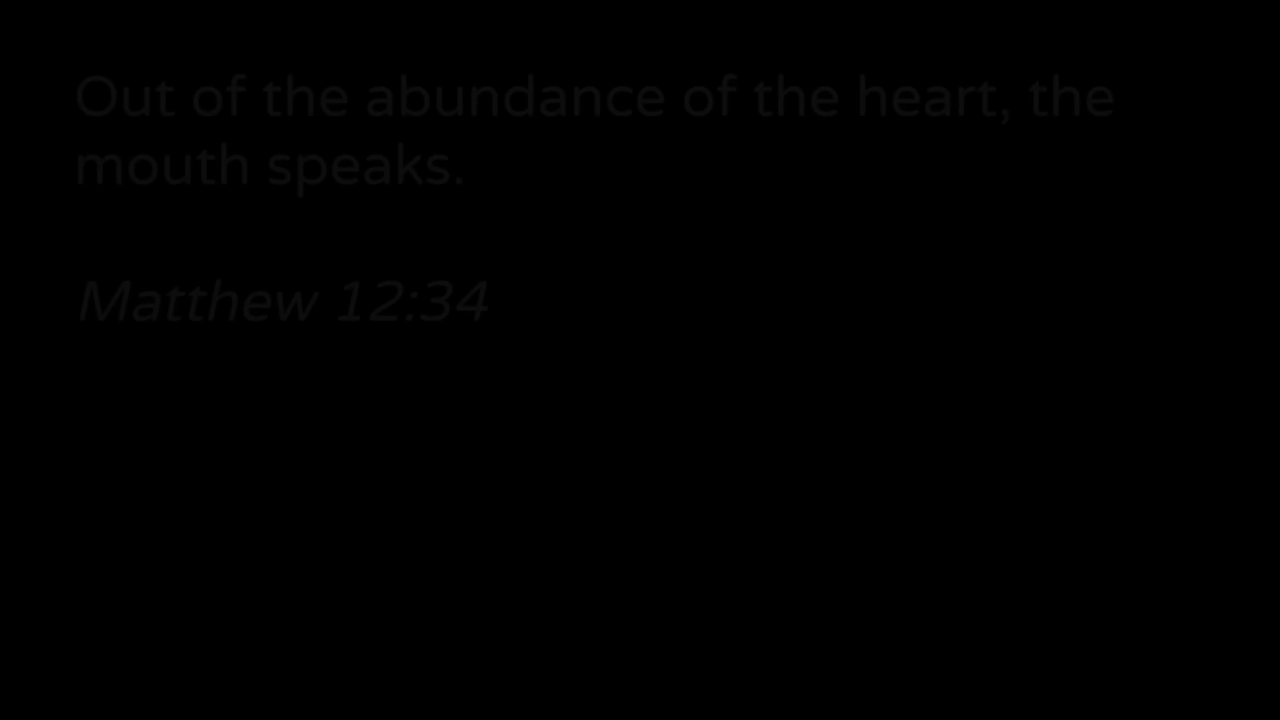 Out of the abundance of the heart, the
mouth speaks.
Matthew 12:34